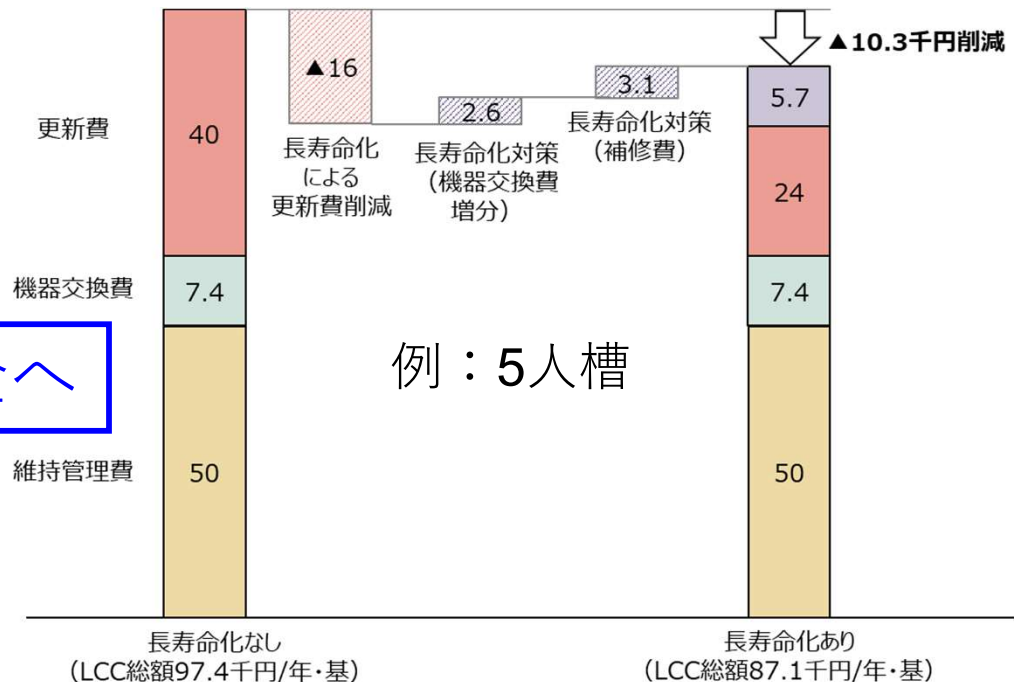 ▲10.3千円削減
更新費
40
▲16
2.6
3.1
5.7
長寿命化
による
更新費削減
長寿命化対策
（機器交換費
増分）
長寿命化対策
（補修費）
24
機器交換費
7.4
7.4
へ
例：5人槽
維持管理費
50
50
長寿命化なし
（LCC総額97.4千円/年・基）
長寿命化あり
（LCC総額87.1千円/年・基）